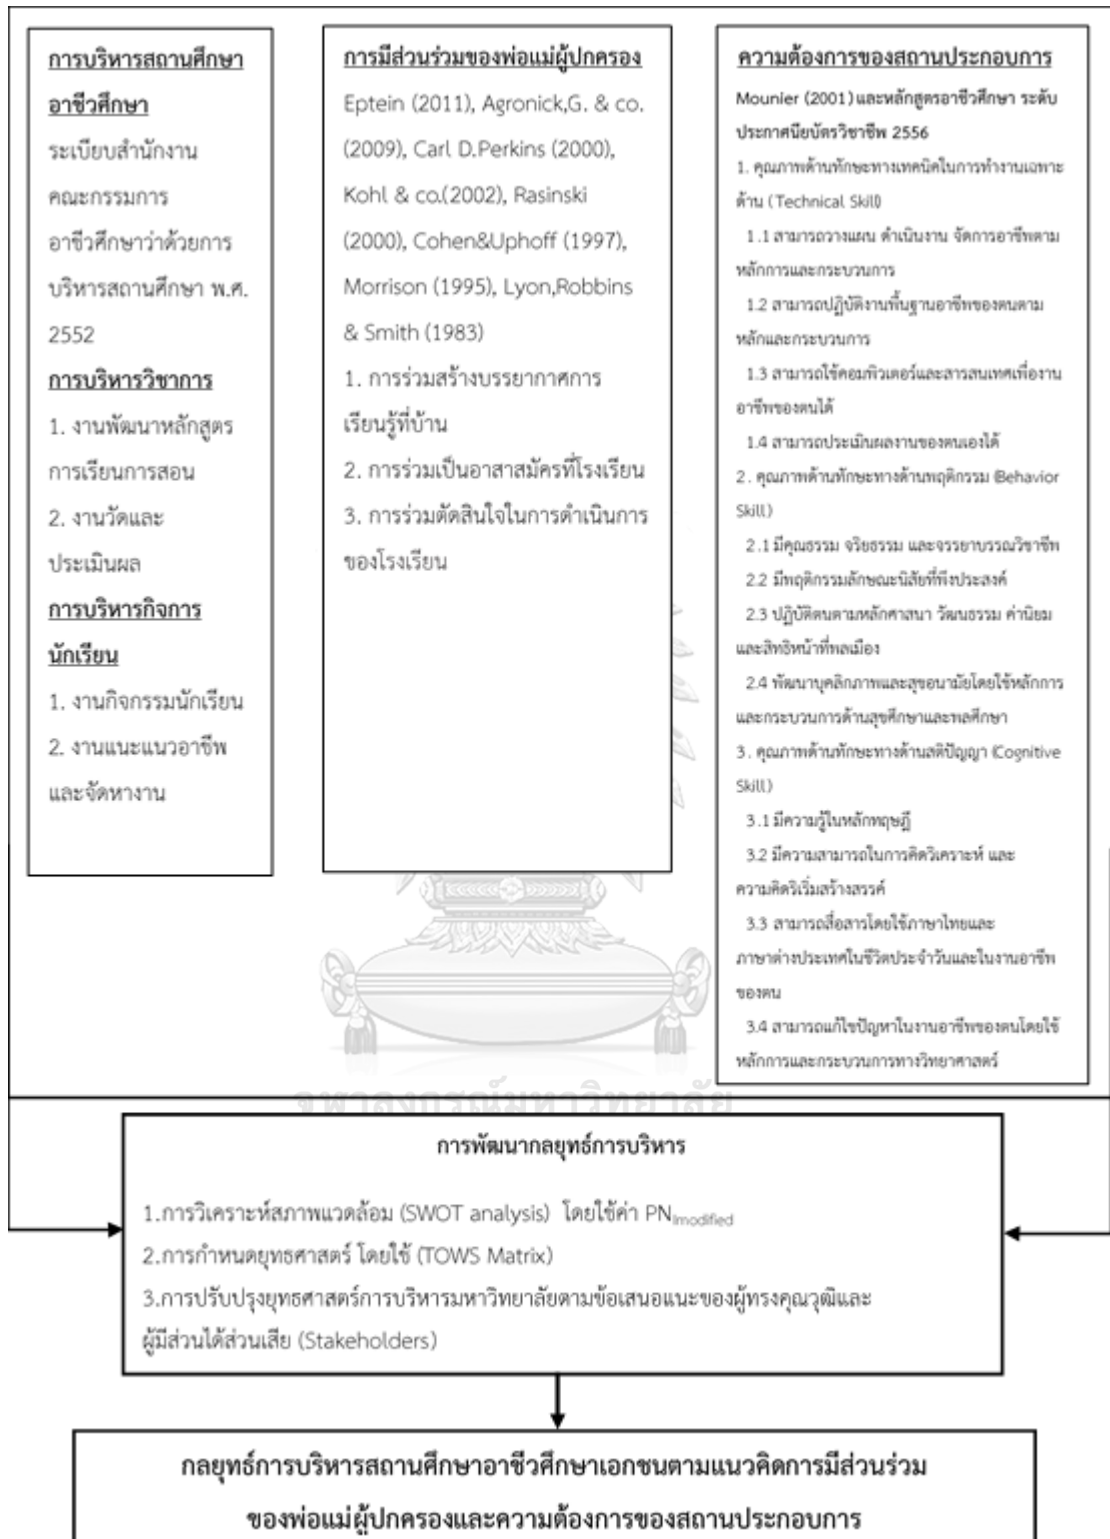 การบริหารสถานศึกษา
อาชีวศึกษา
ระเบียบสำนักงาน
คณะกรรมการ
อาชีวศึกษาว่าด้วยการ
บริหารสถานศึกษา พ.ศ.
2552
การบริหารวิชาการ
1. งานพัฒนาหลักสูตร
การเรียนการสอน
2. งานวัดและ
ประเมินผล
การบริหารกิจการ
นักเรียน
1. งานกิจกรรมนักเรียน
2. งานแนะแนวอาชีพ
และจัดหางาน
การมีส่วนร่วมของพ่อแม่ผู้ปกครอง
Eptein (2011), Agronick,G. & co.
(2009), Carl D.Perkins (2000),
Kohl & co.(2002), Rasinski
(2000), Cohen&Uphoff (1997),
Morrison (1995), Lyon,Robbins
& Smith (1983)
1. การร่วมสร้างบรรยากาศการ
เรียนรู้ที่บ้าน
2. การร่วมเป็นอาสาสมัครที่โรงเรียน
3. การร่วมตัดสินใจในการดำเนินการ
ของโรงเรียน
ความต้องการของสถานประกอบการ
Mounier (2001) และหลักสูตรอาชีวศึกษา ระดับ
ประกาศนียบัตรวิชาชีพ 2556
1. คุณภาพด้านทักษะทางเทคนิคในการทำงานเฉพาะ
ด้าน (Technical Skill)
1.1 สามารถวางแผน ดำเนินงาน จัดการอาชีพตาม
หลักการและกระบวนการ
1.2 สามารถปฏิบัติงานพื้นฐานอาชีพของตนตาม
หลักและกระบวนการ
1.3 สามารถใช้คอมพิวเตอร์และสารสนเทศเพื่องาน
อาชีพของตนได้
1.4 สามารถประเมินผลงานของตนเองได้
2. คุณภาพด้านทักษะทางด้านพฤติกรรม (Behavior
Skill)
2.1 มีคุณธรรม จริยธรรม และจรรยาบรรณวิชาชีพ
2.2 มีพฤติกรรมลักษณะนิสัยที่พึงประสงค์
2.3 ปฏิบัติตนตามหลักศาสนา วัฒนธรรม ค่านิยม
และสิทธิหน้าที่พลเมือง
2.4 พัฒนาบุคลิกภาพและสุขอนามัยโดยใช้หลักการ
และกระบวนการด้านสุขศึกษาและพลศึกษา
3. คุณภาพด้านทักษะทางด้านสติปัญญา (Cognitive
Skill)
3.1 มีความรู้ในหลักทฤษฎี
3.2 มีความสามารถในการคิดวิเคราะห์ และ
ความคิดริเริ่มสร้างสรรค์
3.3 สามารถสื่อสารโดยใช้ภาษาไทยและ
ภาษาต่างประเทศในชีวิตประจำวันและในงานอาชีพ
ของตน
3.4 สามารถแก้ไขปัญหาในงานอาชีพของตนโดยใช้
หลักการและกระบวนการทางวิทยาศาสตร์
จุฬาลงกรณ์มหาวิทยาลัย
การพัฒนากลยุทธ์การบริหาร
1.การวิเคราะห์สภาพแวดล้อม (SWOT analysis) โดยใช้ค่า PNImodified
2.การกำหนดยุทธศาสตร์ โดยใช้ (TOWS Matrix)
3.การปรับปรุงยุทธศาสตร์การบริหารมหาวิทยาลัยตามข้อเสนอแนะของผู้ทรงคุณวุฒิและ
ผู้มีส่วนได้ส่วนเสีย (Stakeholders)
กลยุทธ์การบริหารสถานศึกษาอาชีวศึกษาเอกชนตามแนวคิดการมีส่วนร่วม
ของพ่อแม่ผู้ปกครองและความต้องการของสถานประกอบการ